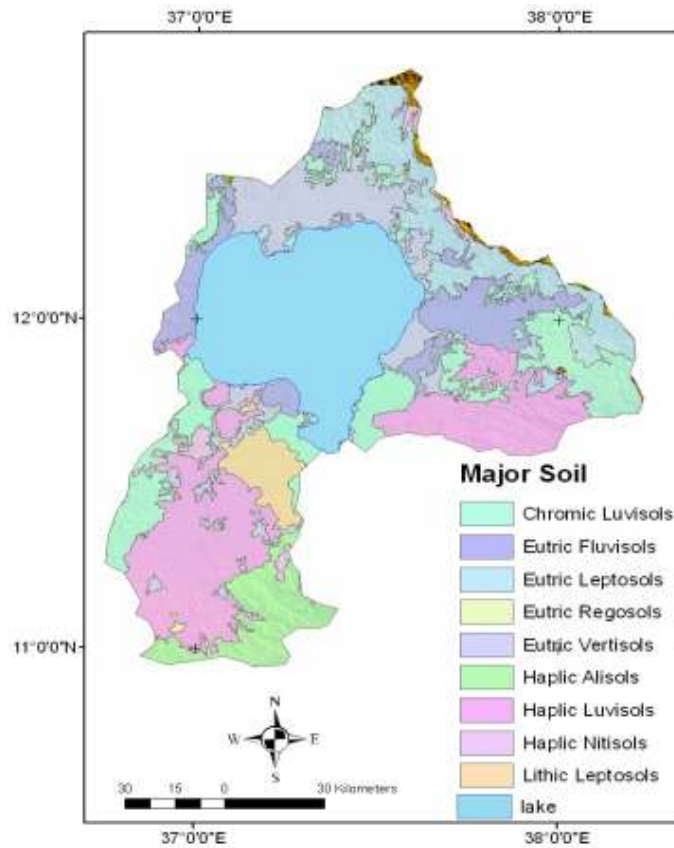 37°0'0"E 38°0'0"E
12°0'0"N
11°0'0"N
Major Soil
Chromic Luvisols
Eutric Fluvisols
Eutric Leptosols
Eutric Regosols
Eutric Vertisols
Haplic Alisols
Haplic Luvisols
Haplic Nitisols
Lithic Leptosols
lake
N
W E
S
30 15 0 30 Kilometers
37°0'0"E 38°0'0"E